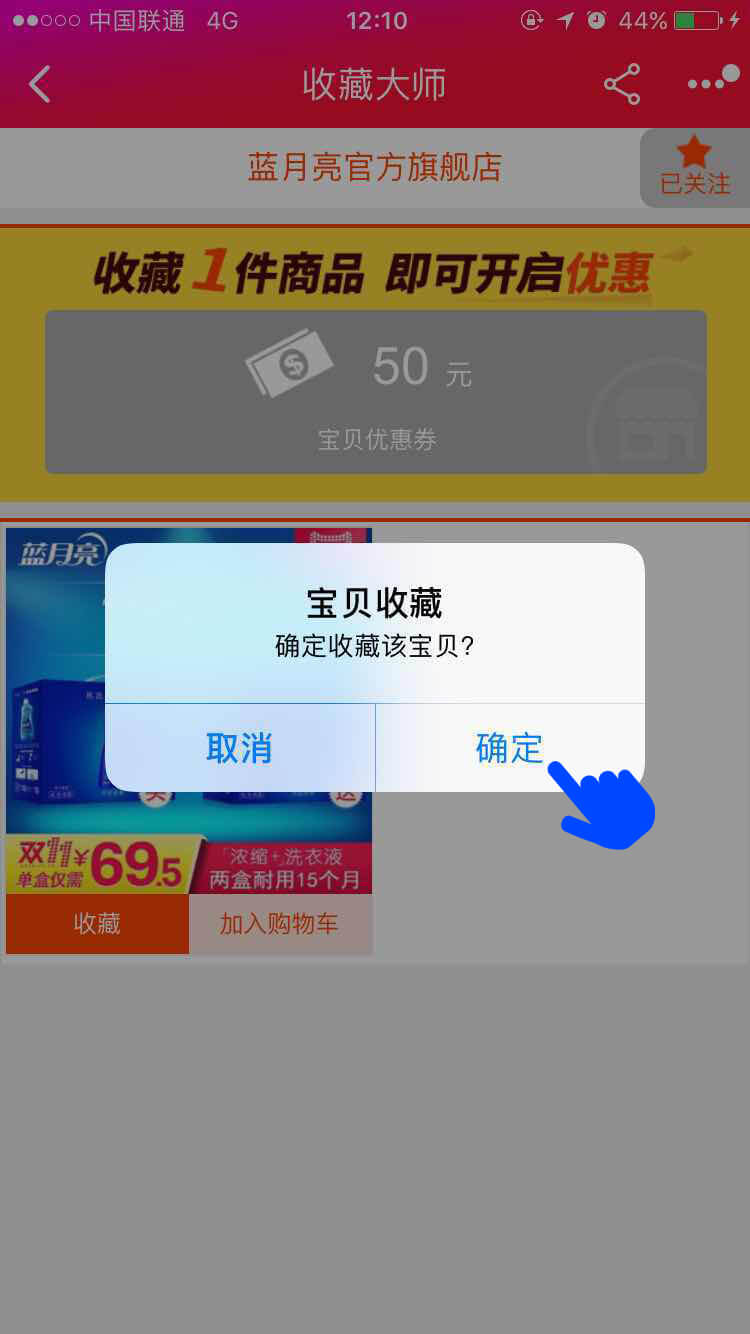 中国联通 4G 12:10 44%
收藏大师
蓝月亮官方旗舰店
已关注
收藏1件商品 即可开启优惠
50 元
宝贝优惠券
蓝月亮
宝贝收藏
确定收藏该宝贝?
取消 确定
买 送
双11¥69.5
单盒仅需
「浓缩+」洗衣液
两盒耐用15个月
收藏 加入购物车